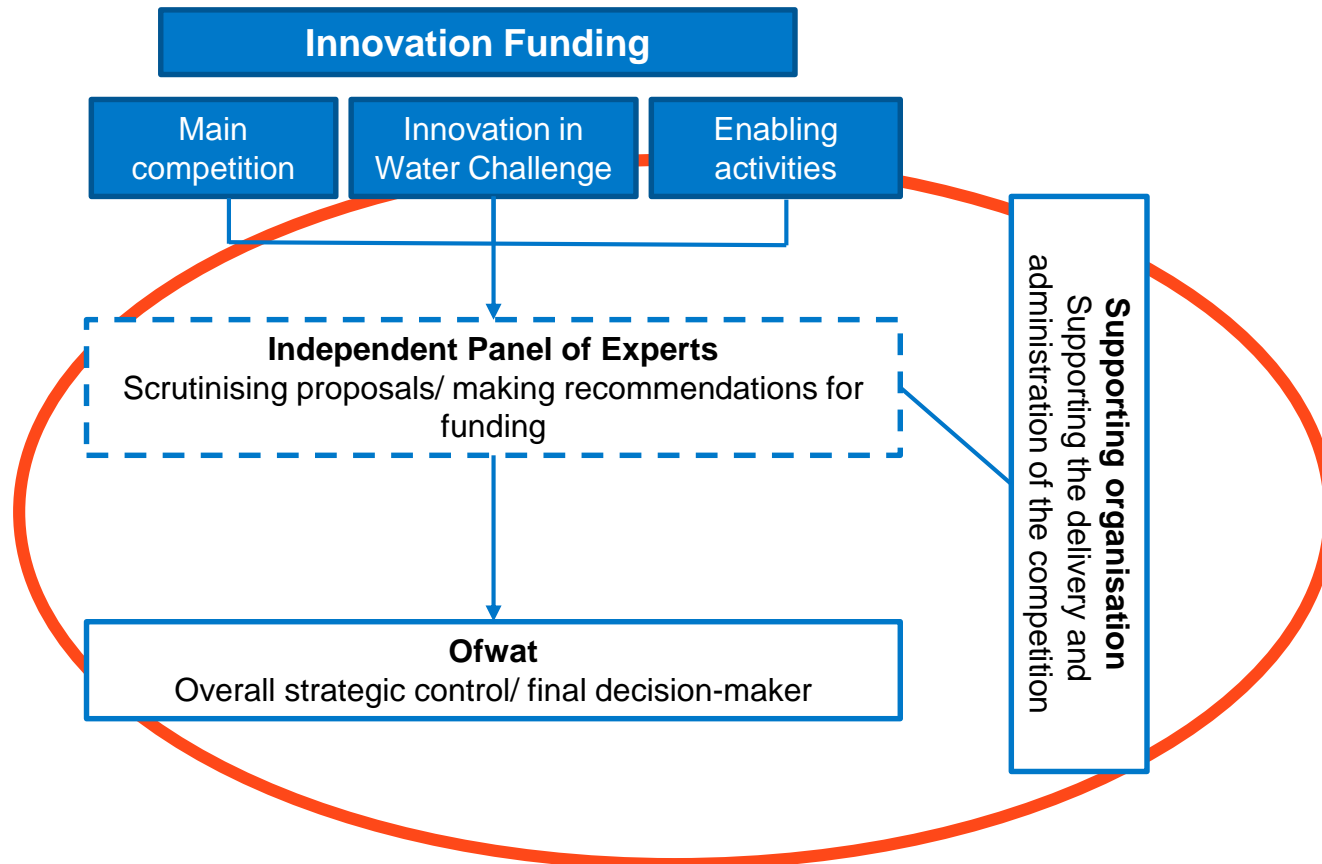 Innovation Funding
Main
competition
Innovation in
Water Challenge
Enabling
activities
Independent Panel of Experts
Scrutinising proposals/ making recommendations for
funding
Supporting organisation
Supporting the delivery and
administration of the competition
Ofwat
Overall strategic control/ final decision-maker